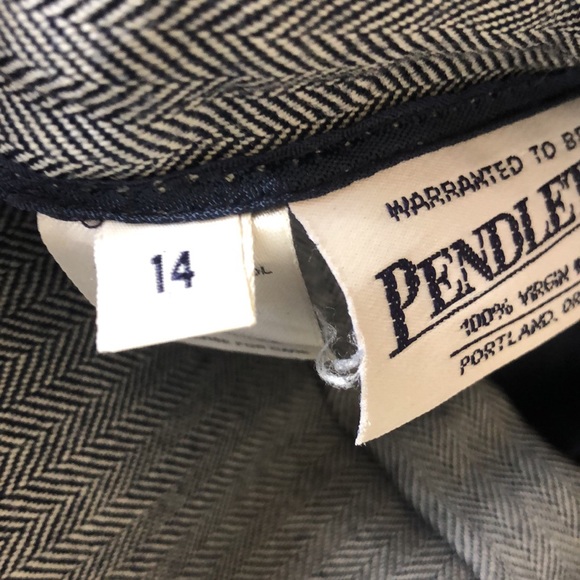 WARRANTED TO BE
PENDLET
100% VIRGIN
PORTLAND, OR
14